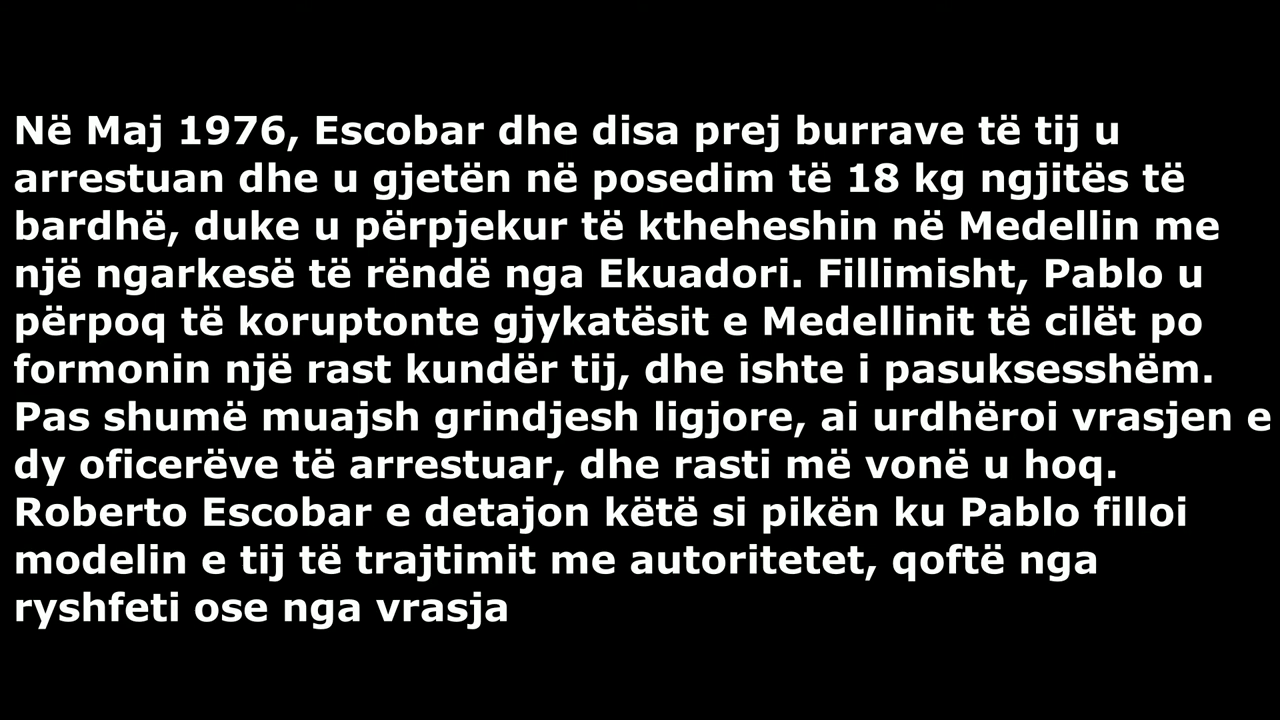 Në Maj 1976, Escobar dhe disa prej burrave të tij u
arrestuan dhe u gjetën në posedim të 18 kg ngjitës të
bardhë, duke u përpjekur të ktheheshin në Medellin me
një ngarkesë të rëndë nga Ekuadori. Fillimisht, Pablo u
përpoq të koruptonte gjykatësit e Medellinit të cilët po
formonin një rast kundër tij, dhe ishte i pasuksesshëm.
Pas shumë muajsh grindjesh ligjore, ai urdhëroi vrasjen e
dy oficerëve të arrestuar, dhe rasti më vonë u hoq.
Roberto Escobar e detajon këtë si pikën ku Pablo filloi
modelin e tij të trajtimit me autoritetet, qoftë nga
ryshfeti ose nga vrasja